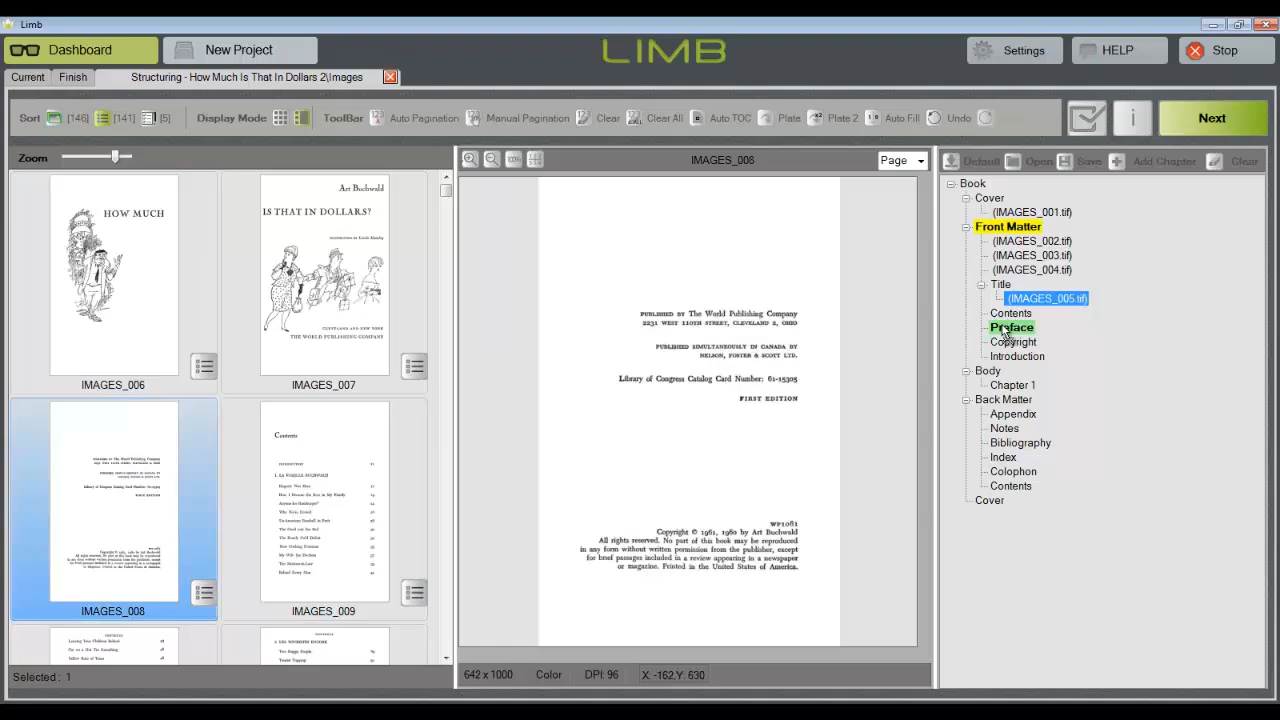 Limb
Dashboard
New Project
LIMB
Settings
HELP
Stop
Current
Finish
Structuring - How Much Is That In Dollars 2\Images
Sort [146] [141] [5] Display Mode ToolBar Auto Pagination Manual Pagination Clear Clear All Auto TOC Plate Plate 2 Auto Fill Undo
Next
Zoom
IMAGES_008
Page
Default Open Save Add Chapter Clear
HOW MUCH
IMAGES_006
Art Buchwald
IS THAT IN DOLLARS?
CLEVELAND AND NEW YORK
THE WORLD PUBLISHING COMPANY
IMAGES_007
IMAGES_008
Contents
INTRODUCTION
IMAGES_009
Selected : 1
PUBLISHED BY The World Publishing Company
2231 WEST 110TH STREET, CLEVELAND 2, OHIO
PUBLISHED SIMULTANEOUSLY IN CANADA BY
NELSON, FOSTER & SCOTT LTD.
Library of Congress Catalog Card Number: 61-15305
FIRST EDITION
WP1061
Copyright © 1961, 1960 by Art Buchwald
All rights reserved. No part of this book may be reproduced
in any form without written permission from the publisher, except
for brief passages included in a review appearing in a newspaper
or magazine. Printed in the United States of America.
642 x 1000 Color DPI: 96 X: -162,Y: 630
Book
Cover
(IMAGES_001.tif)
Front Matter
(IMAGES_002.tif)
(IMAGES_003.tif)
(IMAGES_004.tif)
Title
(IMAGES_005.tif)
Contents
Preface
Copyright
Introduction
Body
Chapter 1
Back Matter
Appendix
Notes
Bibliography
Index
Colophon
Contents
Cover